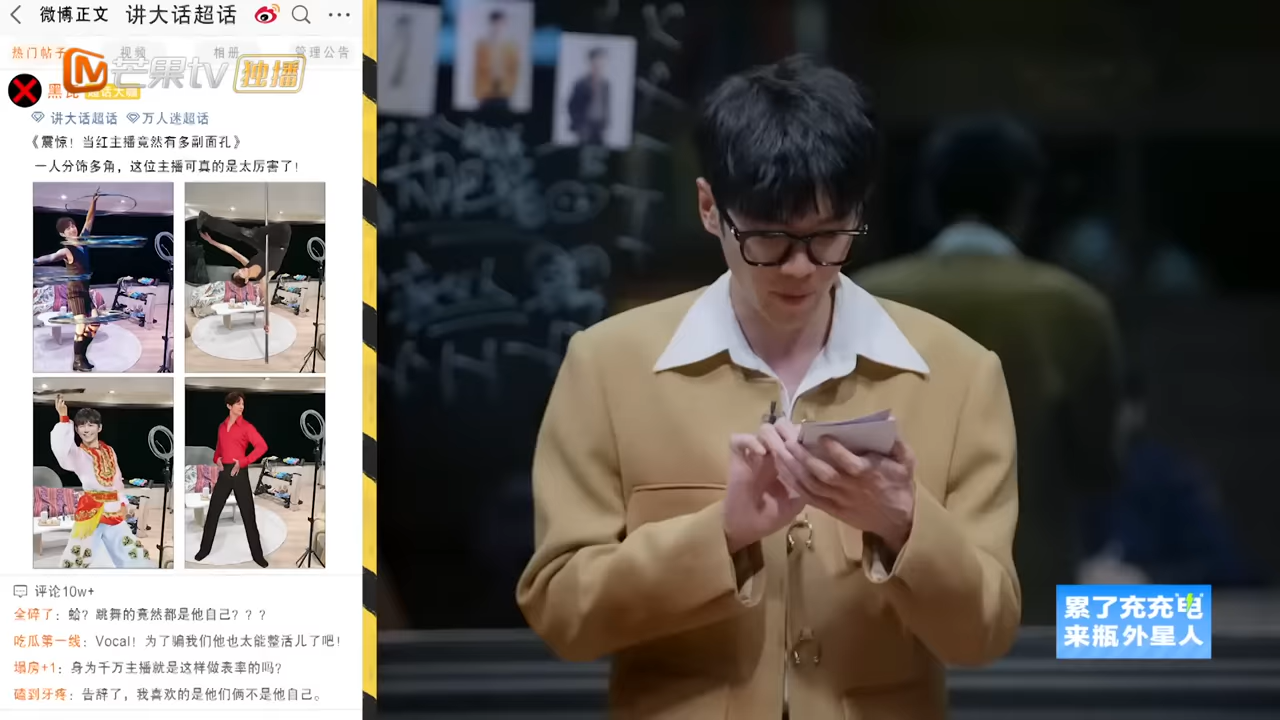 微博正文 讲大话超话
热门帖子 视频 相册 管理公告
芒果tv 独播
讲大话超话 万人迷超话
《震惊！当红主播竟然有多副面孔》
一人分饰多角，这位主播可真的是太厉害了！
评论10w+
全碎了：蛤？跳舞的竟然都是他自己？？？
吃瓜第一线：Vocal！为了骗我们他也太能整活儿了吧！
塌房+1：身为千万主播就是这样做表率的吗？
磕到牙疼：告辞了，我喜欢的是他们俩不是他自己。
累了充充电
来瓶外星人